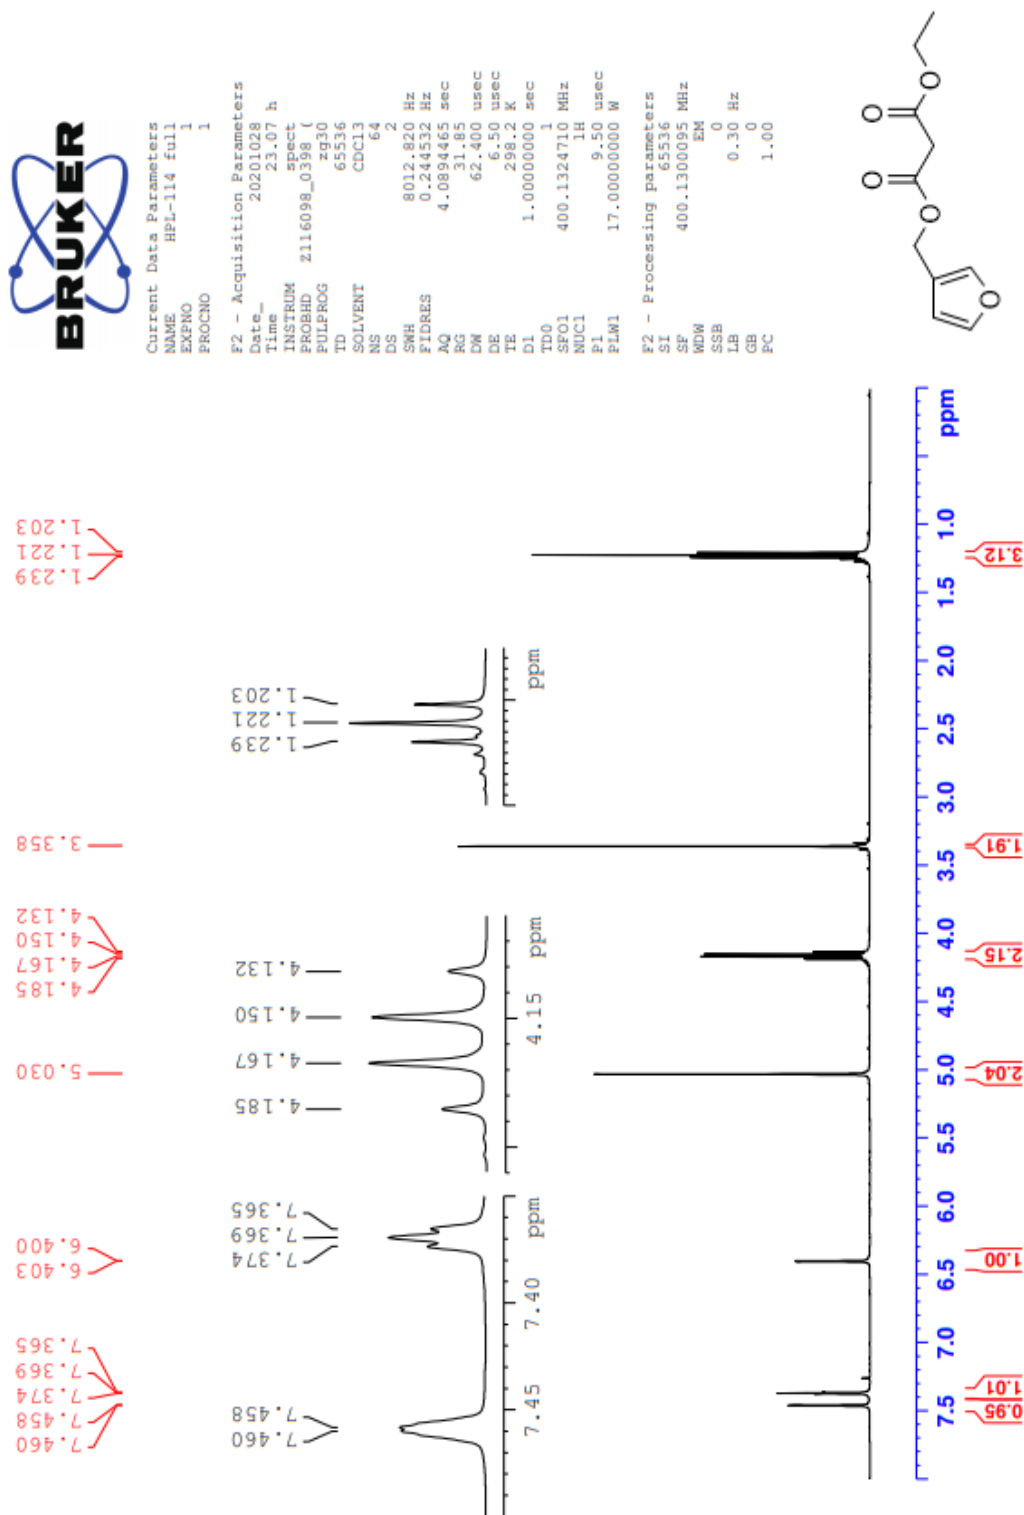 BRUKER
Current Data Parameters
NAME HPL-114 full
EXPNO 1
PROCNO 1
F2 - Acquisition Parameters
Date_ 20201028
Time 23.07 h
INSTRUM spect
PROBHD Z116098_0398 (
PULPROG zg30
TD 65536
SOLVENT CDCl3
NS 64
DS 2
SWH 8012.820 Hz
FIDRES 0.244532 Hz
AQ 4.0894465 sec
RG 31.85
DW 62.400 usec
DE 6.50 usec
TE 298.2 K
D1 1.00000000 sec
TD0 1
SFO1 400.1324710 MHz
NUC1 1H
P1 9.50 usec
PLW1 17.00000000 W
F2 - Processing parameters
SI 65536
SF 400.1300095 MHz
WDW EM
SSB 0
LB 0.30 Hz
GB 0
PC 1.00
O O
O O
O
7.460
7.458
7.374
7.369
7.365
6.403
6.400
5.030
4.185
4.167
4.150
4.132
3.358
1.239
1.221
1.203
7.460
7.458
7.374
7.369
7.365
7.45 7.40 ppm
4.185
4.167
4.150
4.132
4.15 ppm
1.239
1.221
1.203
ppm
7.5 7.0 6.5 6.0 5.5 5.0 4.5 4.0 3.5 3.0 2.5 2.0 1.5 1.0 ppm
0.95
1.01
1.00
2.04
2.15
1.91
3.12